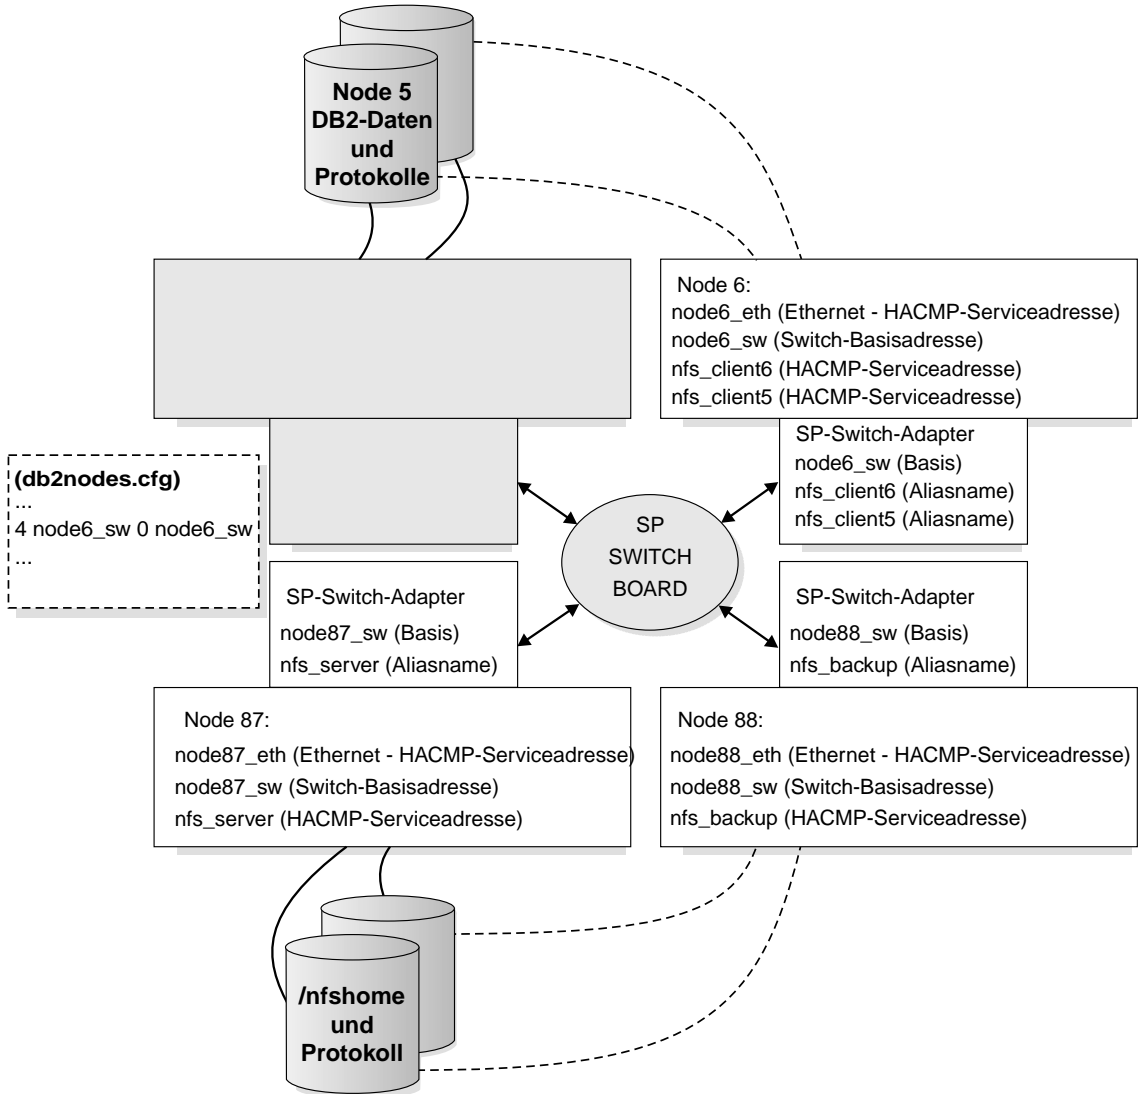 Node 5
DB2-Daten
und
Protokolle
Node 6:
node6_eth (Ethernet - HACMP-Serviceadresse)
node6_sw (Switch-Basisadresse)
nfs_client6 (HACMP-Serviceadresse)
nfs_client5 (HACMP-Serviceadresse)
SP-Switch-Adapter
node6_sw (Basis)
nfs_client6 (Aliasname)
nfs_client5 (Aliasname)
(db2nodes.cfg)
...
4 node6_sw 0 node6_sw
...
SP
SWITCH
BOARD
SP-Switch-Adapter
node87_sw (Basis)
nfs_server (Aliasname)
SP-Switch-Adapter
node88_sw (Basis)
nfs_backup (Aliasname)
Node 87:
node87_eth (Ethernet - HACMP-Serviceadresse)
node87_sw (Switch-Basisadresse)
nfs_server (HACMP-Serviceadresse)
Node 88:
node88_eth (Ethernet - HACMP-Serviceadresse)
node88_sw (Switch-Basisadresse)
nfs_backup (HACMP-Serviceadresse)
/nfshome
und
Protokoll